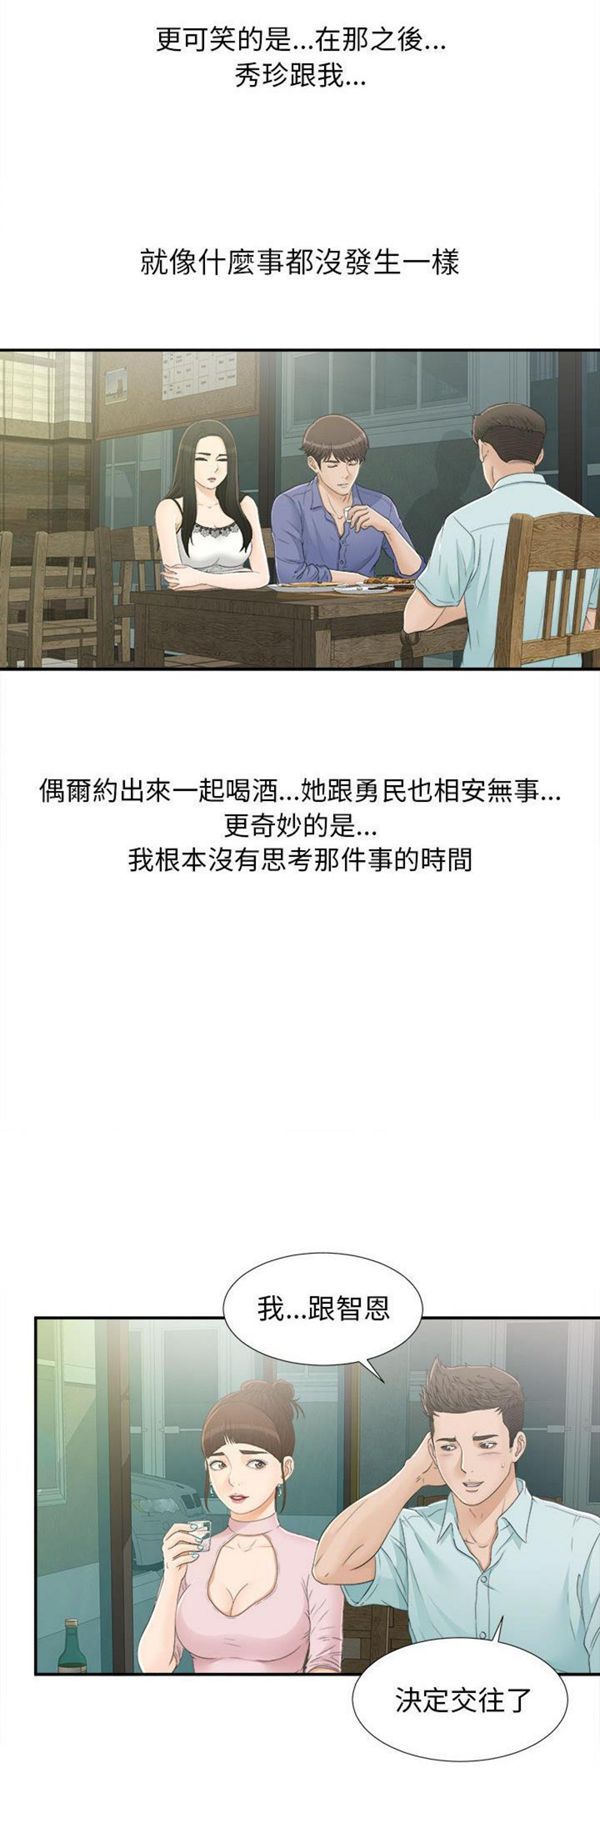 更可笑的是...在那之後...
秀珍跟我...
就像什麼事都沒發生一樣
偶爾約出來一起喝酒...她跟勇民也相安無事...
更奇妙的是...
我根本沒有思考那件事的時間
我...跟智恩
決定交往了